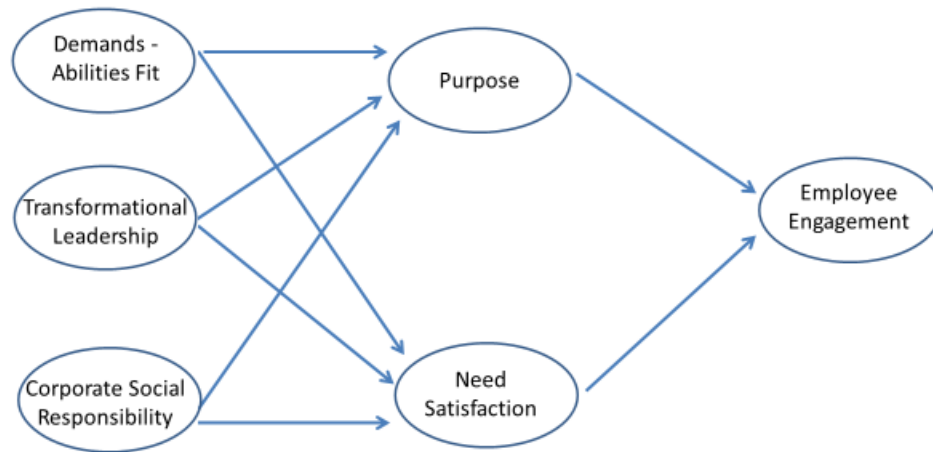 Demands -
Abilities Fit
Purpose
Transformational
Leadership
Employee
Engagement
Corporate Social
Responsibility
Need
Satisfaction